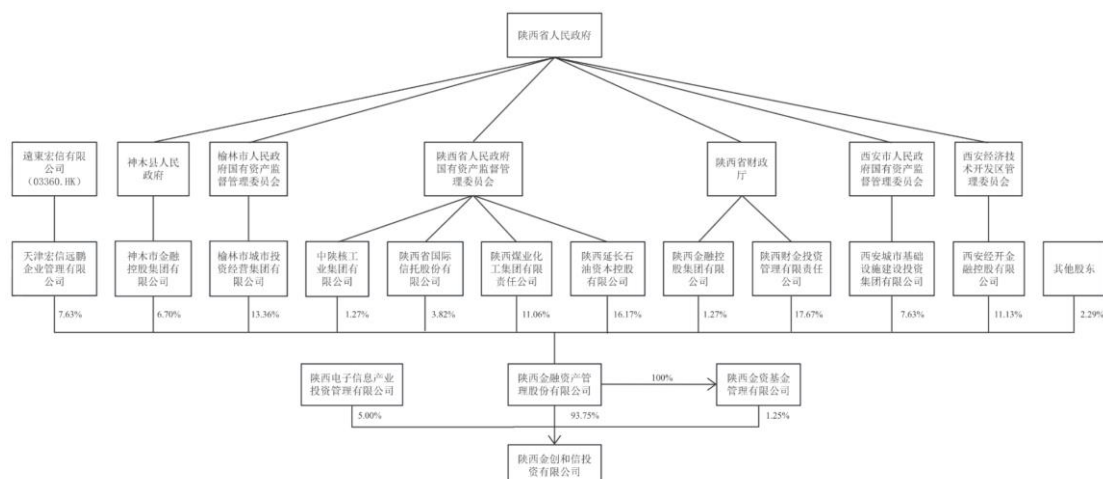 陕西省人民政府
遠東宏信有限
公司
（03360.HK）
神木县人民
政府
榆林市人民政
府国有资产监
督管理委员会
陕西省人民政府
国有资产监督管
理委员会
陕西省财政
厅
西安市人民政
府国有资产监
督管理委员会
西安经济技
术开发区管
理委员会
天津宏信远鹏
企业管理有限
公司
神木市金融
控股集团有
限公司
榆林市城市投
资经营集团有
限公司
中陕核工
业集团有
限公司
陕西省国际
信托股份有
限公司
陕西煤业化
工集团有限
责任公司
陕西延长石
油资本控股
有限公司
陕西金融控
股集团有限
公司
陕西财金投资
管理有限责任
公司
西安城市基础
设施建设投资
集团有限公司
西安经开金
融控股有限
公司
其他股东
7.63%
6.70%
13.36%
1.27%
3.82%
11.06%
16.17%
1.27%
17.67%
7.63%
11.13%
2.29%
陕西电子信息产业
投资管理有限公司
陕西金融资产管
理股份有限公司
100%
陕西金资基金
管理有限公司
5.00%
93.75%
1.25%
陕西金创和信投
资有限公司